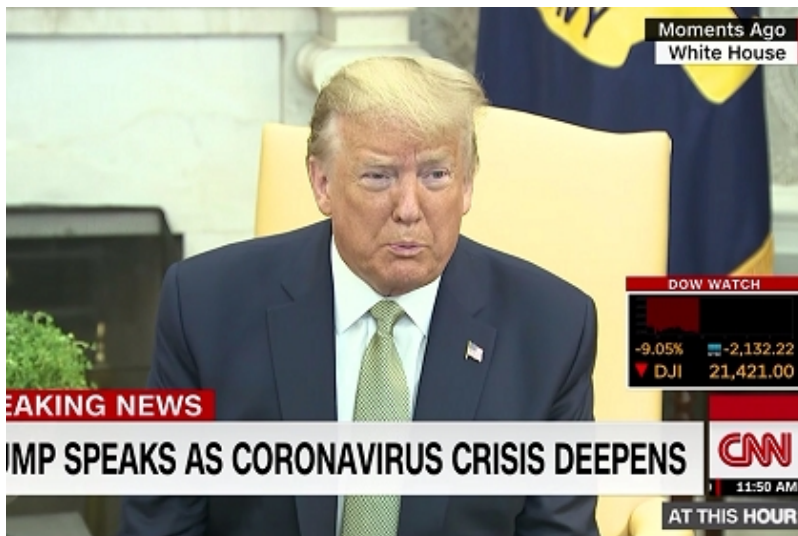 NY
Moments Ago
White House
DOW WATCH
-9.05% -2,132.22
DJI 21,421.00
EAKING NEWS
UMP SPEAKS AS CORONAVIRUS CRISIS DEEPENS
CNN
11:50 AM
AT THIS HOUR